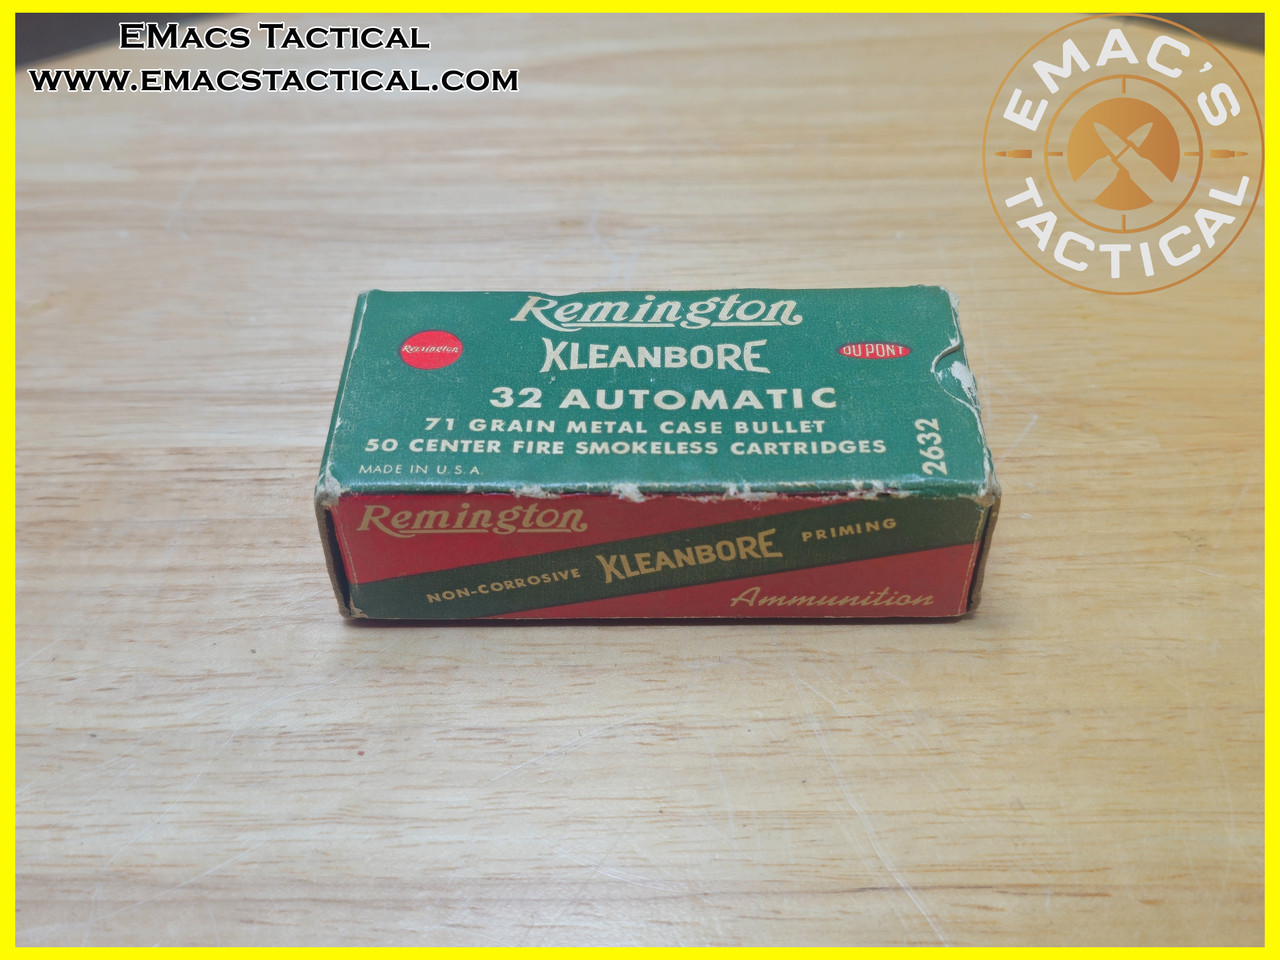 EMacs Tactical
www.emacstactical.com
EMAC'S
TACTICAL
Remington
KLEANBORE
Remington
DU PONT
32 AUTOMATIC
71 GRAIN METAL CASE BULLET
50 CENTER FIRE SMOKELESS CARTRIDGES
MADE IN U.S.A.
2632
Remington
NON-CORROSIVE KLEANBORE PRIMING
Ammunition